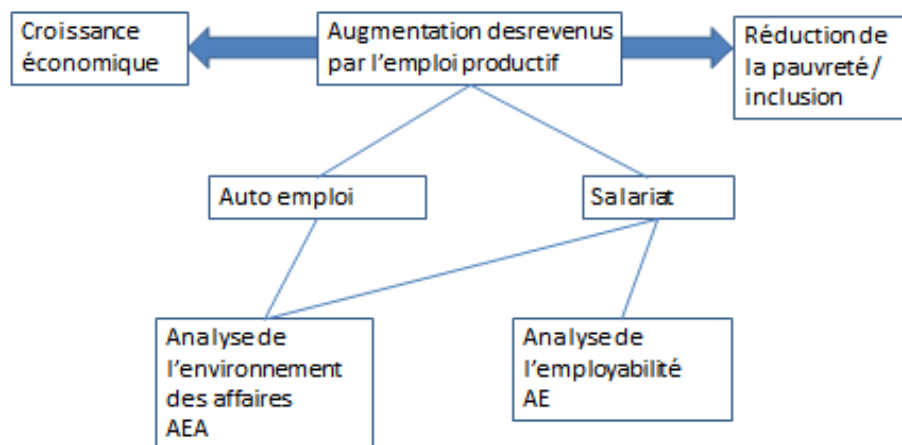 Croissance
économique
Augmentation desrevenus
par l'emploi productif
Réduction de
la pauvreté/
inclusion
Auto emploi
Salariat
Analyse de
l'environnement
des affaires
AEA
Analyse de
l'employabilité
AE